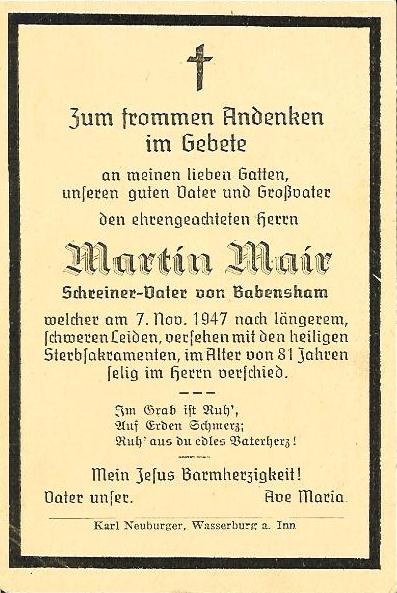 Zum frommen Andenken
im Gebete
an meinen lieben Gatten,
unseren guten Vater und Großvater
den ehrengeachteten Herrn
Martin Mair
Schreiner-Vater von Babensham
welcher am 7. Nov. 1947 nach längerem,
schweren Leiden, versehen mit den heiligen
Sterbsakramenten, im Alter von 81 Jahren
selig im Herrn verschied.
Im Grab ist Ruh',
Auf Erden Schmerz;
Ruh' aus du edles Vaterherz!
Mein Jesus Barmherzigkeit!
Vater unser. Ave Maria.
Karl Neuburger, Wasserburg a. Inn